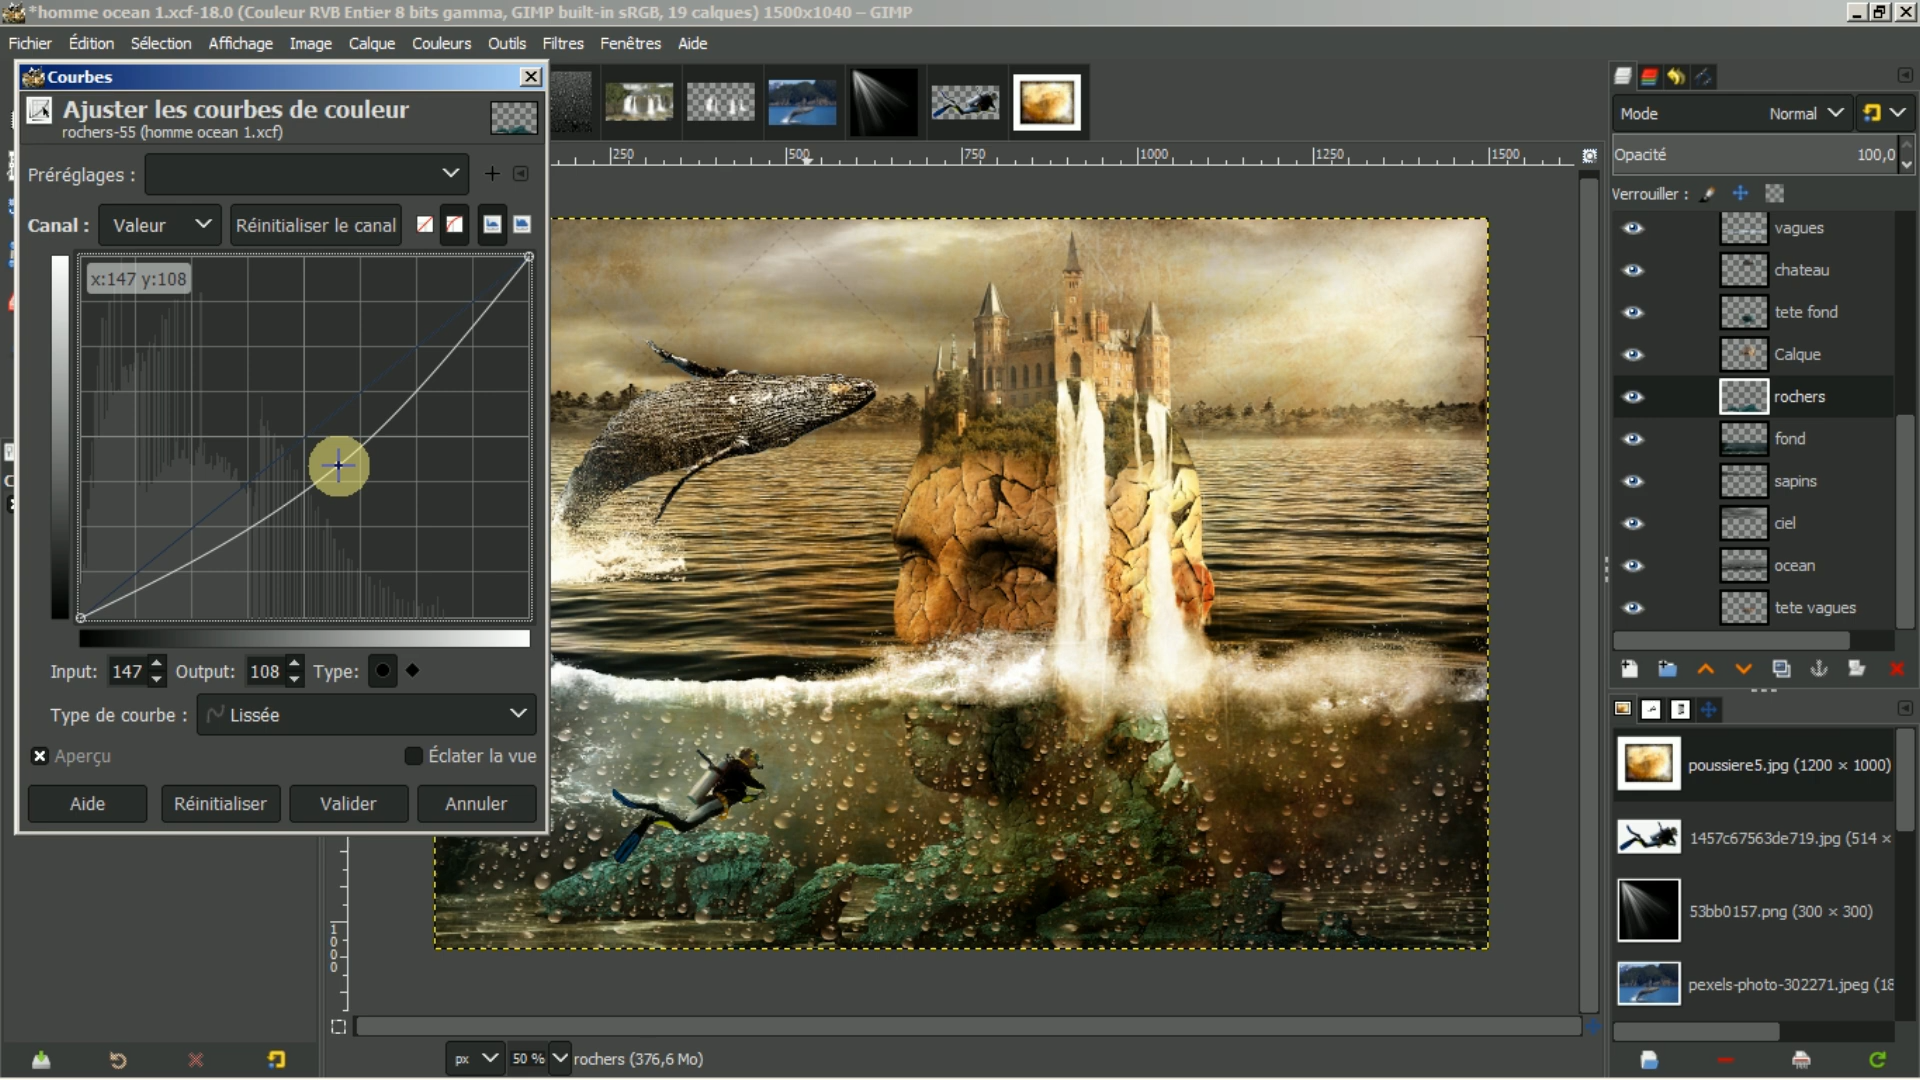 *homme ocean 1.xcf-18.0 (Couleur RVB Entier 8 bits gamma, GIMP built-in sRGB, 19 calques) 1500x1040 – GIMP
Fichier Édition Sélection Affichage Image Calque Couleurs Outils Filtres Fenêtres Aide
Courbes
Ajuster les courbes de couleur
rochers-55 (homme ocean 1.xcf)
Préréglages :
Canal : Valeur Réinitialiser le canal
x:147 y:108
Input: 147 Output: 108 Type:
Type de courbe : Lissée
Aperçu Éclater la vue
Aide Réinitialiser Valider Annuler
250 500 750 1000 1250 1500
1000
px 50 % rochers (376,6 Mo)
Mode Normal
Opacité 100,0
Verrouiller :
vagues
chateau
tete fond
Calque
rochers
fond
sapins
ciel
ocean
tete vagues
poussiere5.jpg (1200 × 1000)
1457c67563de719.jpg (514 ×
53bb0157.png (300 × 300)
pexels-photo-302271.jpeg (18